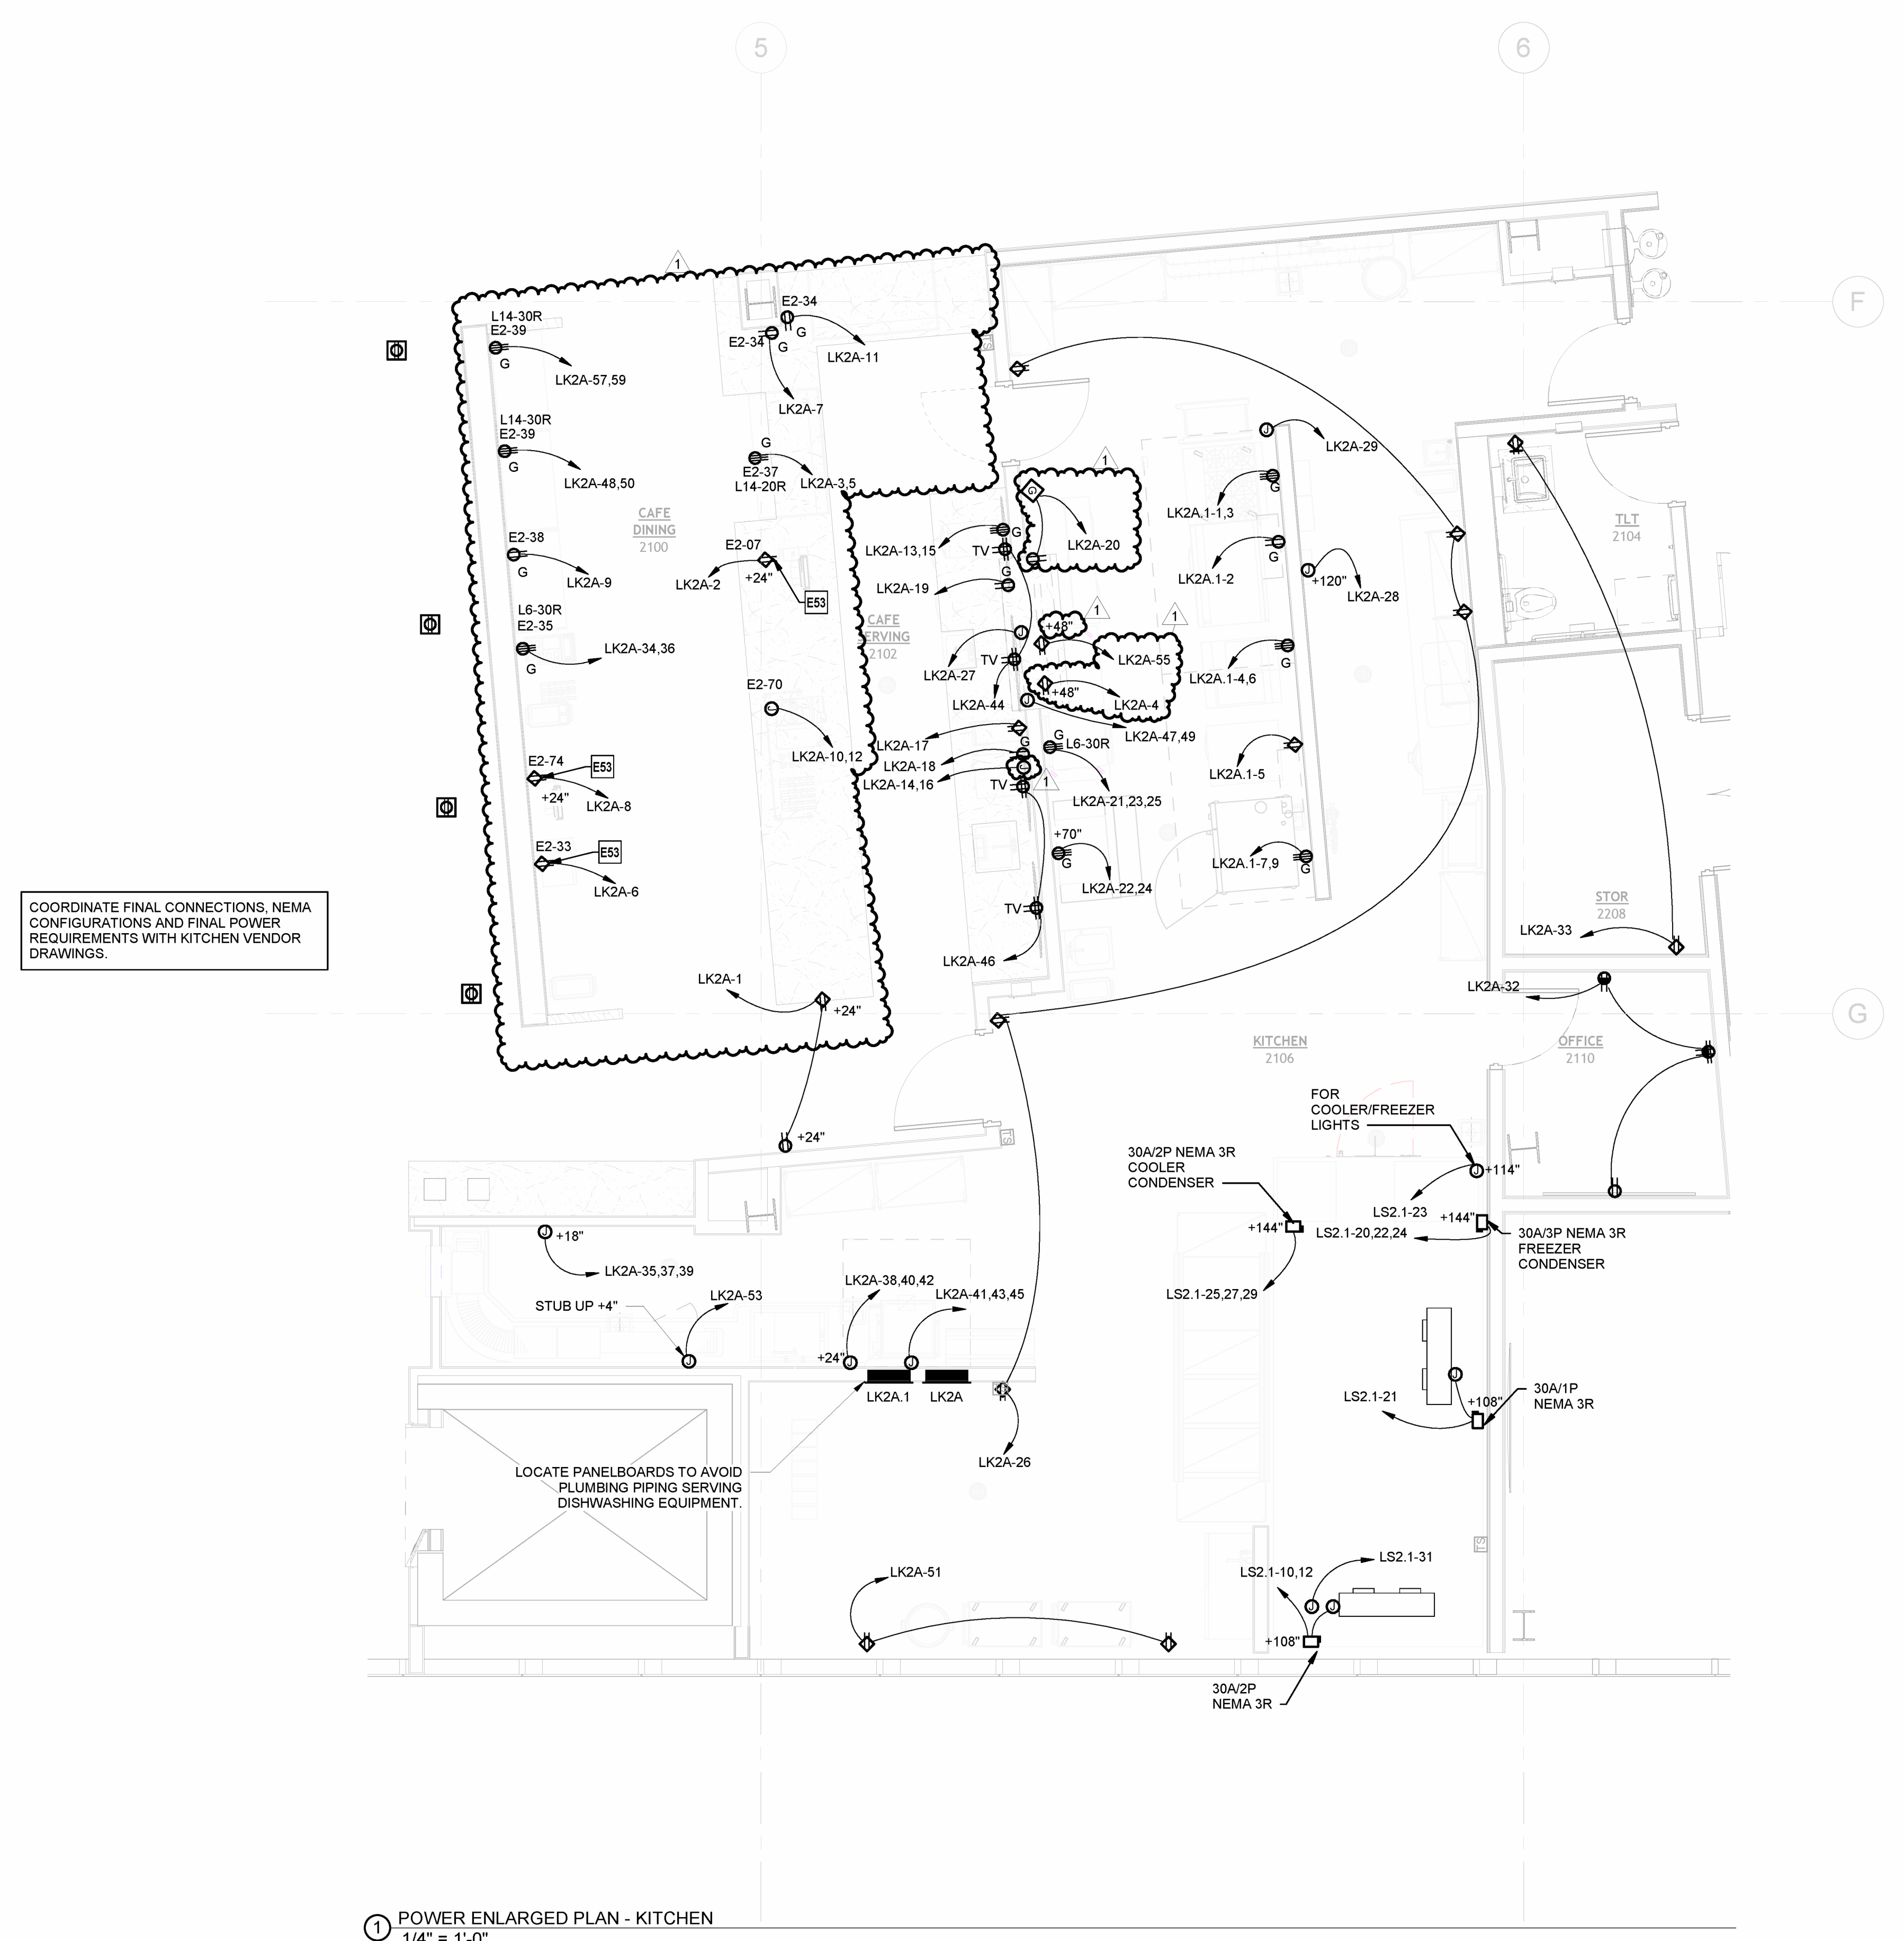 5
6
F
1
E2-34
L14-30R
E2-39
G
E2-34
G
G
LK2A-11
LK2A-57,59
LK2A-7
L14-30R
E2-39
G
LK2A-48,50
G
E2-37
L14-20R
LK2A-3,5
J
LK2A-29
1
G
LK2A-20
G
LK2A.1-1,3
CAFE
DINING
2100
TLT
2104
E2-38
G
LK2A-9
E2-07
+24"
LK2A-2
E53
LK2A-13,15
G
TV
G
LK2A-19
G
LK2A.1-2
J
+120"
LK2A-28
L6-30R
E2-35
G
LK2A-34,36
CAFE
SERVING
2102
1
1
+48"
J
LK2A-27
TV
LK2A-55
+48"
LK2A-4
LK2A-44
J
LK2A-47,49
G
LK2A.1-4,6
E2-70
J
LK2A-10,12
LK2A-17
G
LK2A-18
LK2A-14,16
TV
1
G
L6-30R
LK2A-21,23,25
LK2A.1-5
E2-74
E53
+24"
LK2A-8
E2-33
E53
LK2A-6
+70"
G
LK2A-22,24
G
LK2A.1-7,9
TV
LK2A-46
COORDINATE FINAL CONNECTIONS, NEMA
CONFIGURATIONS AND FINAL POWER
REQUIREMENTS WITH KITCHEN VENDOR
DRAWINGS.
STOR
2208
LK2A-33
LK2A-1
+24"
LK2A-32
G
KITCHEN
2106
OFFICE
2110
+24"
TS
FOR
COOLER/FREEZER
LIGHTS
30A/2P NEMA 3R
COOLER
CONDENSER
J
+114"
LS2.1-23
+144"
+144"
LS2.1-20,22,24
30A/3P NEMA 3R
FREEZER
CONDENSER
LS2.1-25,27,29
J
+18"
LK2A-35,37,39
STUB UP +4"
LK2A-53
J
LK2A-38,40,42
LK2A-41,43,45
+24"
J
J
LK2A.1
LK2A
J
LS2.1-21
+108"
30A/1P
NEMA 3R
LK2A-26
LOCATE PANELBOARDS TO AVOID
PLUMBING PIPING SERVING
DISHWASHING EQUIPMENT.
TS
LK2A-51
LS2.1-10,12
LS2.1-31
J
J
+108"
30A/2P
NEMA 3R
1
POWER ENLARGED PLAN - KITCHEN
1/4" = 1'-0"